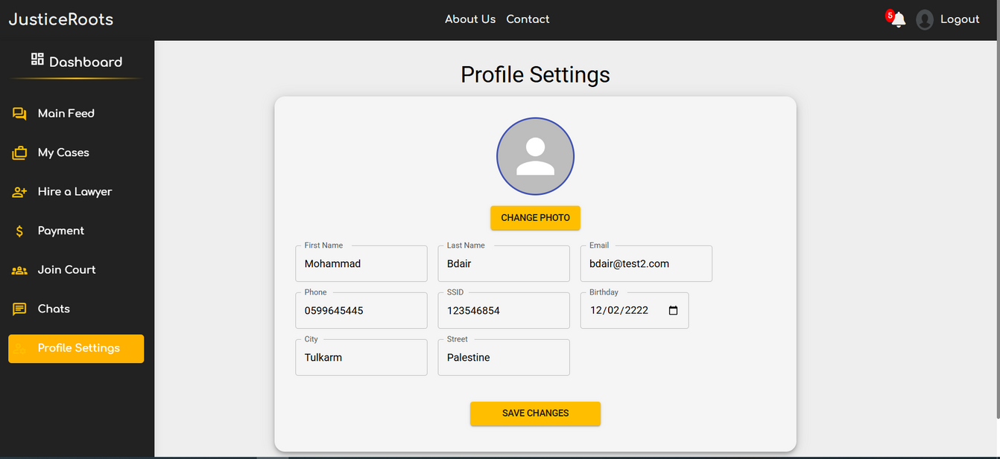 JusticeRoots
About Us Contact
5
Logout
Dashboard
Main Feed
My Cases
Hire a Lawyer
Payment
Join Court
Chats
Profile Settings
Profile Settings
CHANGE PHOTO
First Name Last Name Email
Mohammad Bdair bdair@test2.com
Phone SSID Birthday
0599645445 123546854 12/02/2222
City Street
Tulkarm Palestine
SAVE CHANGES